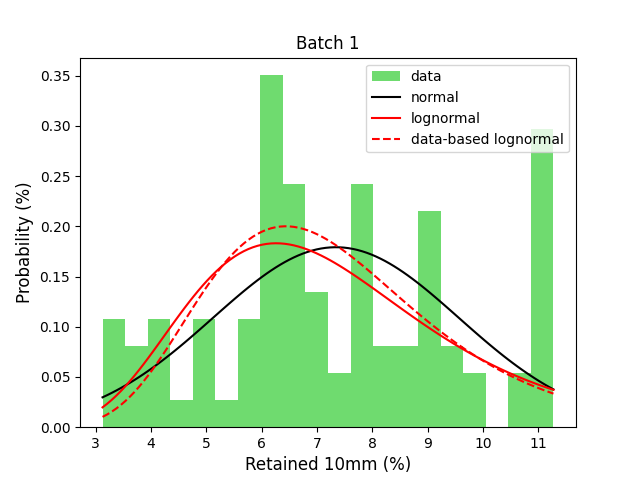 Batch 1
data
normal
lognormal
data-based lognormal
0.35
0.30
0.25
0.20
0.15
0.10
0.05
0.00
Probability (%)
3 4 5 6 7 8 9 10 11
Retained 10mm (%)